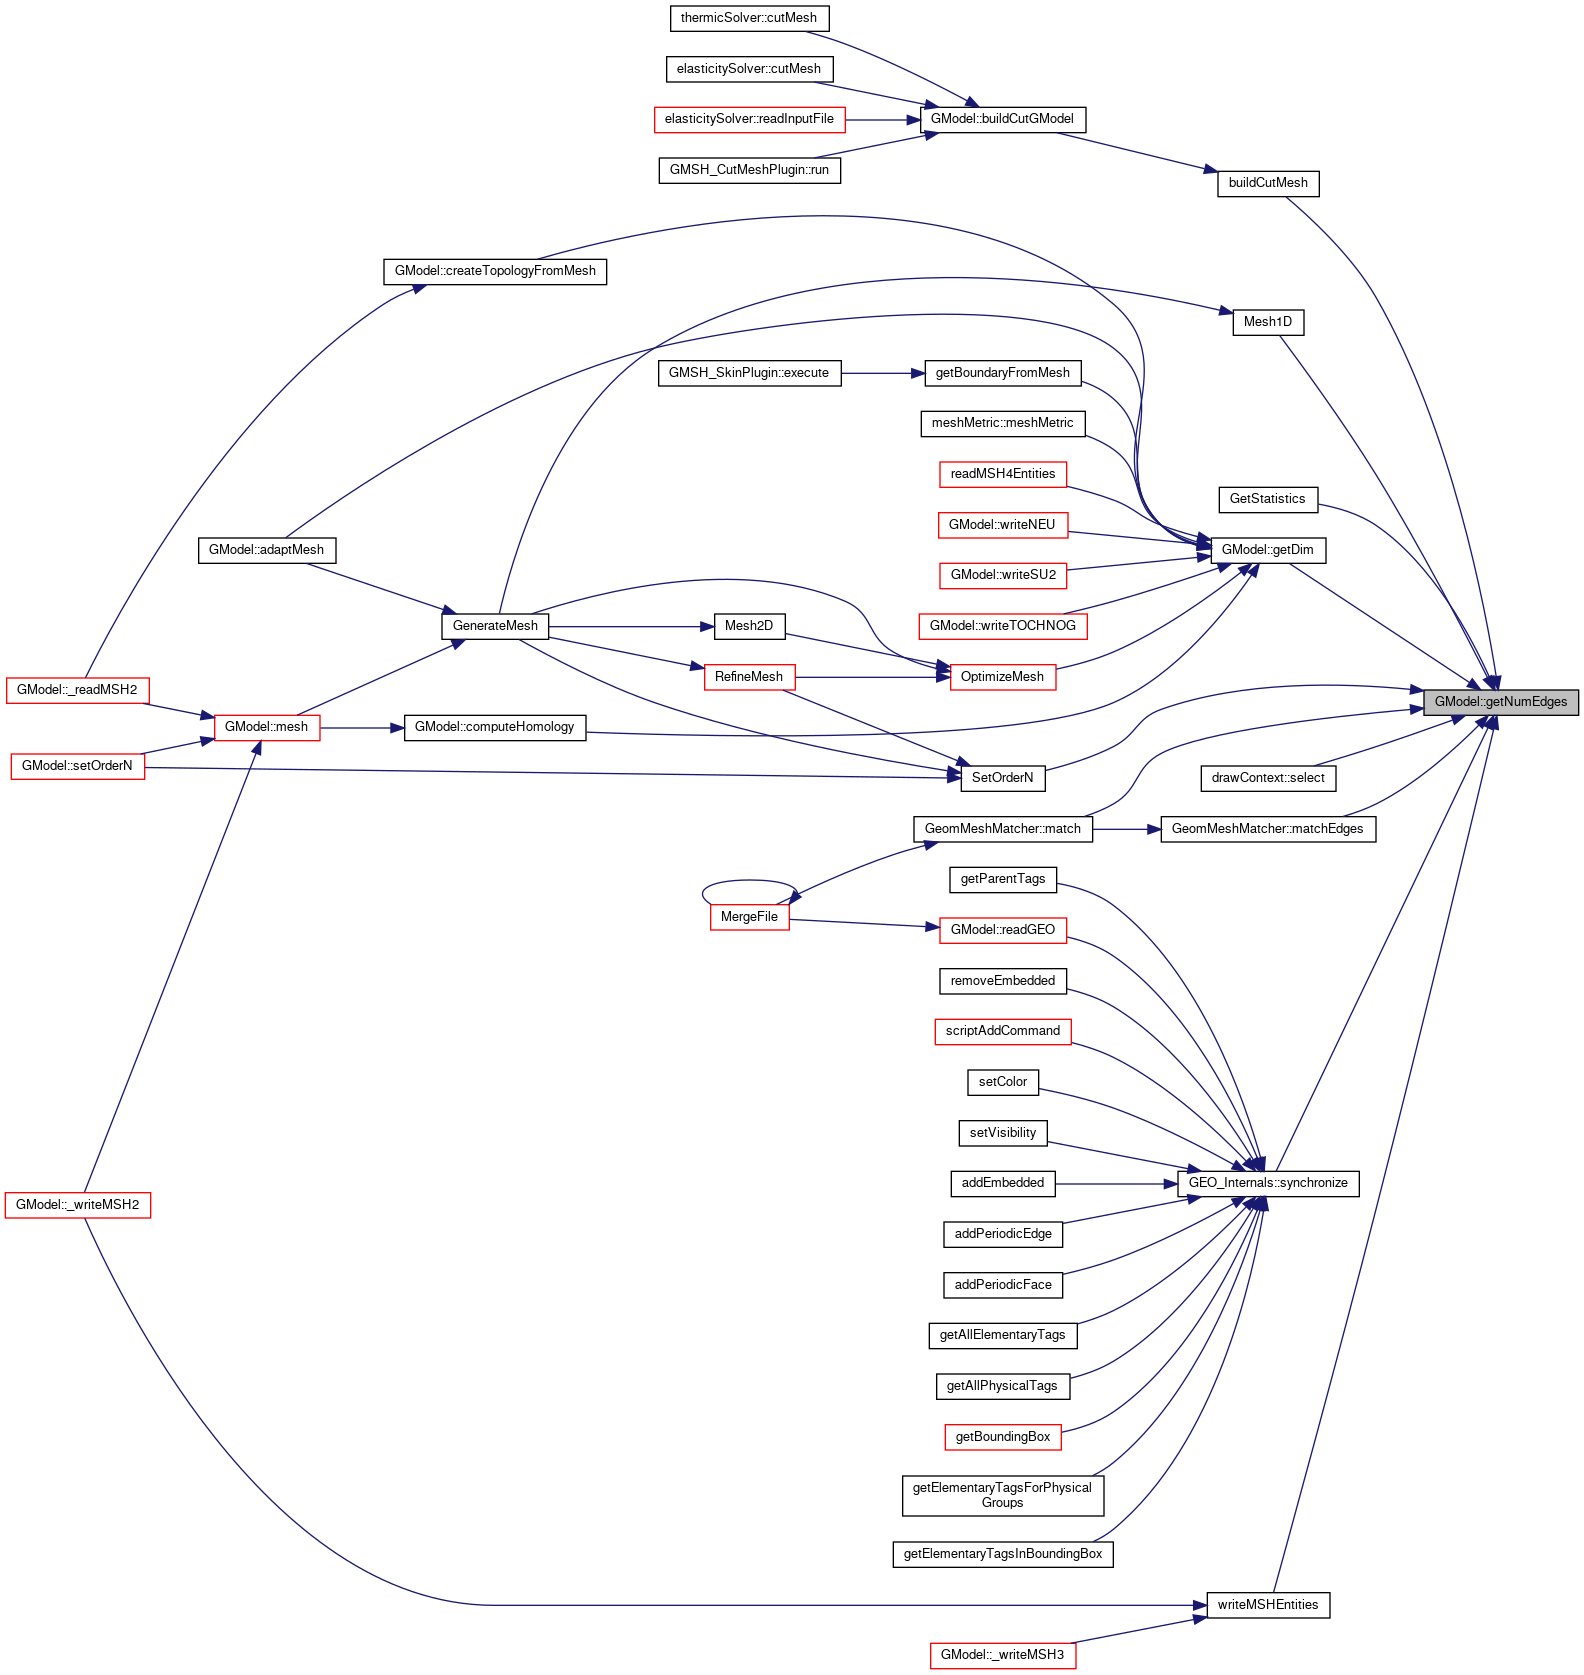 thermicSolver::cutMesh
elasticitySolver::cutMesh
elasticitySolver::readInputFile
GModel::buildCutGModel
GMSH_CutMeshPlugin::run
buildCutMesh
GModel::createTopologyFromMesh
Mesh1D
GMSH_SkinPlugin::execute
getBoundaryFromMesh
meshMetric::meshMetric
readMSH4Entities
GetStatistics
GModel::writeNEU
GModel::adaptMesh
GModel::getDim
GModel::writeSU2
GenerateMesh
Mesh2D
GModel::writeTOCHNOG
RefineMesh
OptimizeMesh
GModel::_readMSH2
GModel::getNumEdges
GModel::mesh
GModel::computeHomology
GModel::setOrderN
SetOrderN
drawContext::select
GeomMeshMatcher::match
GeomMeshMatcher::matchEdges
getParentTags
MergeFile
GModel::readGEO
removeEmbedded
scriptAddCommand
setColor
setVisibility
addEmbedded
GEO_Internals::synchronize
GModel::_writeMSH2
addPeriodicEdge
addPeriodicFace
getAllElementaryTags
getAllPhysicalTags
getBoundingBox
getElementaryTagsForPhysical
Groups
getElementaryTagsInBoundingBox
writeMSHEntities
GModel::_writeMSH3